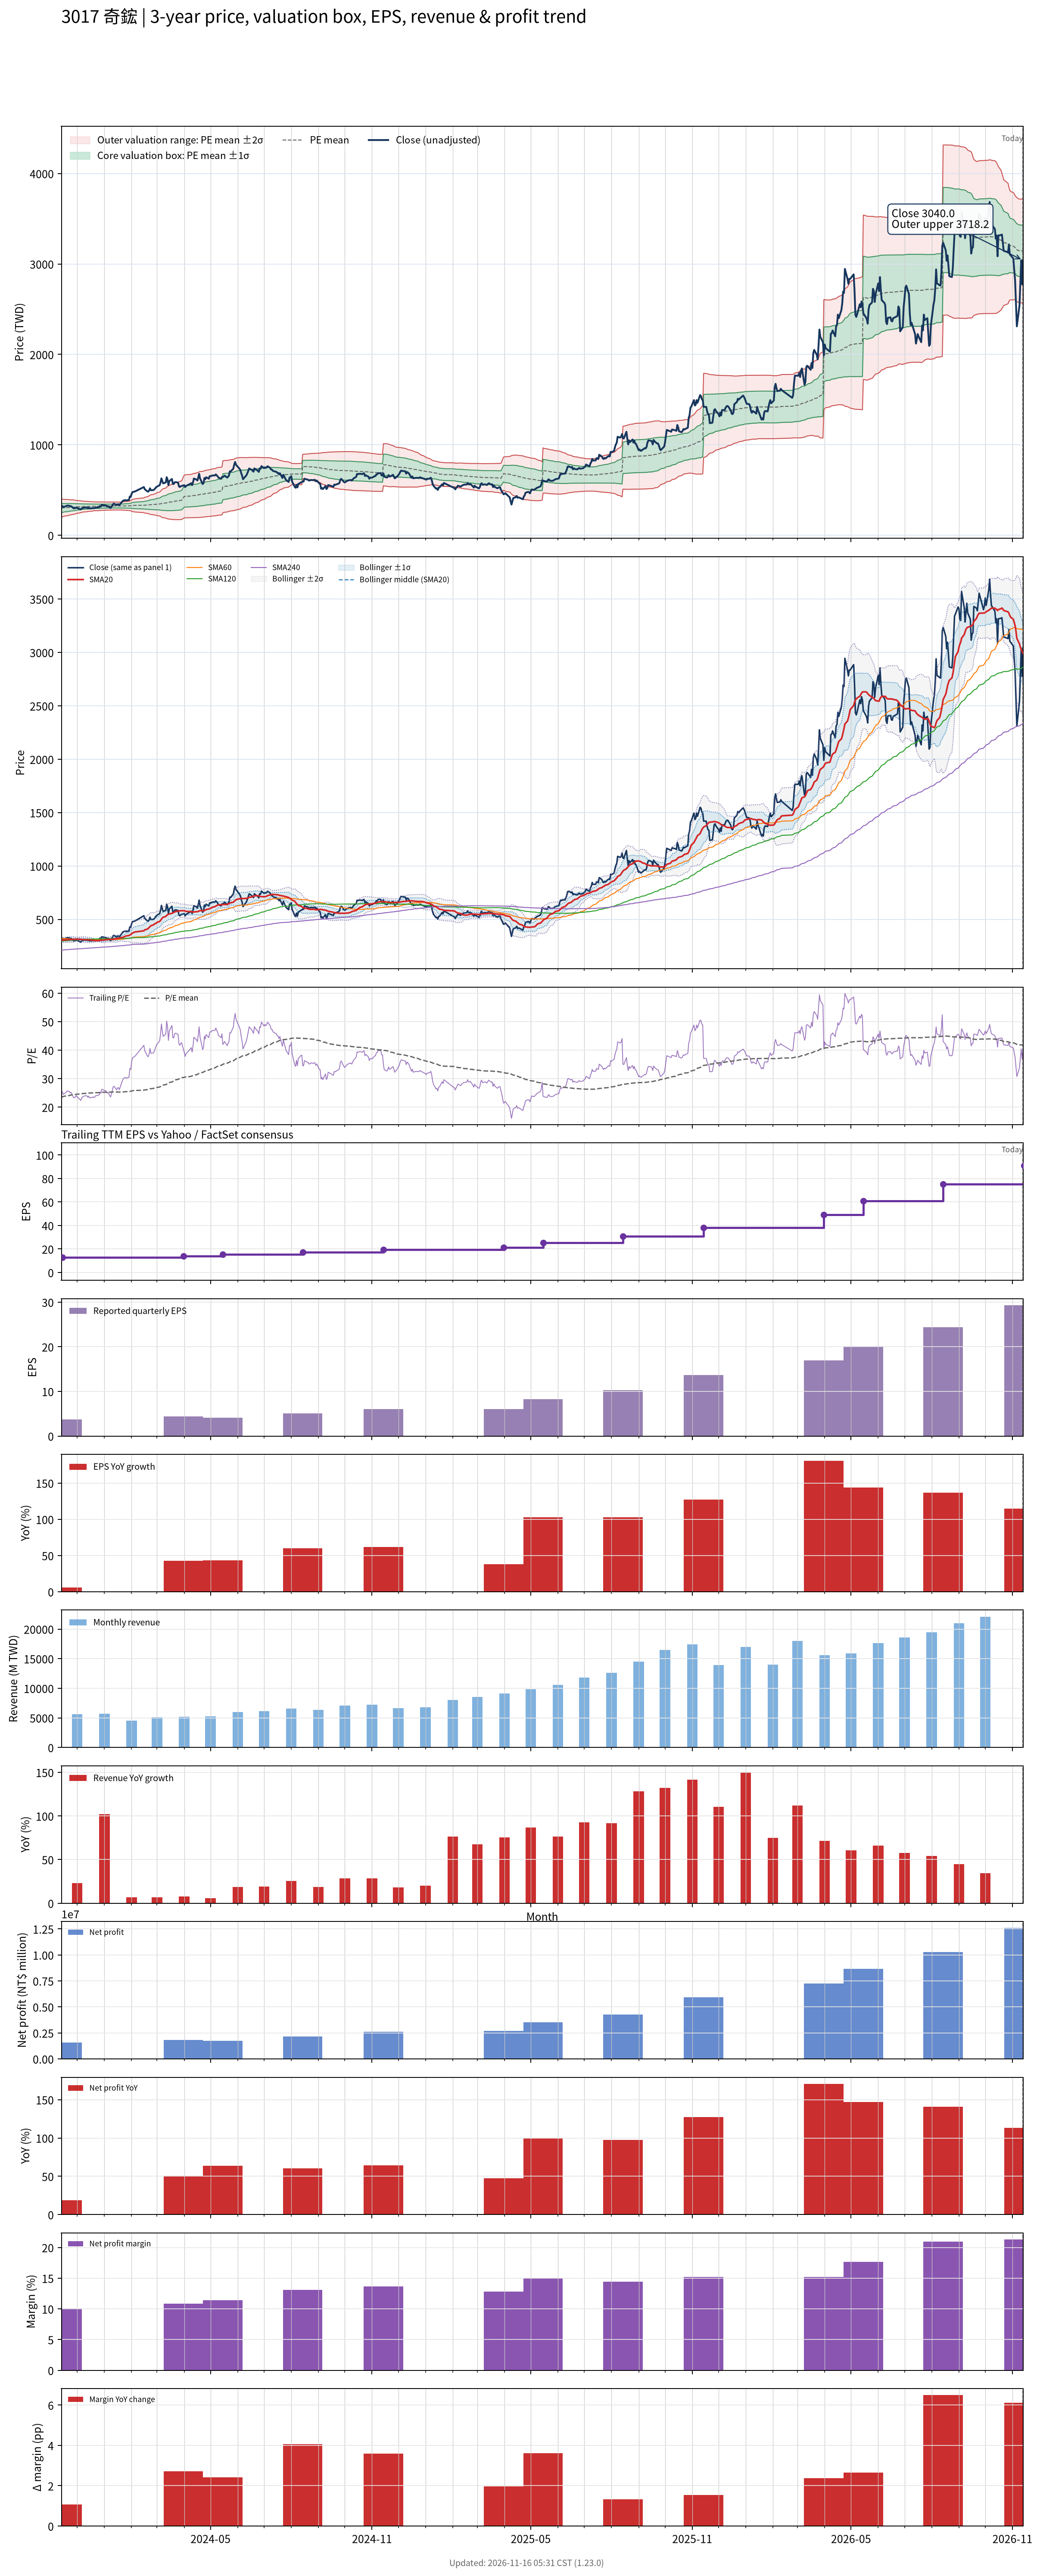 3017 奇鋐 | 3-year price, valuation box, EPS, revenue & profit trend
Outer valuation range: PE mean ±2σ
Core valuation box: PE mean ±1σ
PE mean
Close (unadjusted)
Today
Close 3040.0
Outer upper 3718.2
Price (TWD)
4000
3000
2000
1000
0
Close (same as panel 1)
SMA20
SMA60
SMA120
SMA240
Bollinger ±2σ
Bollinger ±1σ
Bollinger middle (SMA20)
Price
3500
3000
2500
2000
1500
1000
500
Trailing P/E
P/E mean
P/E
60
50
40
30
20
Trailing TTM EPS vs Yahoo / FactSet consensus
Today
EPS
100
80
60
40
20
0
Reported quarterly EPS
EPS
30
20
10
0
EPS YoY growth
YoY (%)
150
100
50
0
Monthly revenue
Revenue (M TWD)
20000
15000
10000
5000
0
Revenue YoY growth
YoY (%)
150
100
50
0
Month
1e7
Net profit
Net profit (NT$ million)
1.25
1.00
0.75
0.50
0.25
0.00
Net profit YoY
YoY (%)
150
100
50
0
Net profit margin
Margin (%)
20
15
10
5
0
Margin YoY change
Δ margin (pp)
6
4
2
0
2024-05
2024-11
2025-05
2025-11
2026-05
2026-11
Updated: 2026-11-16 05:31 CST (1.23.0)